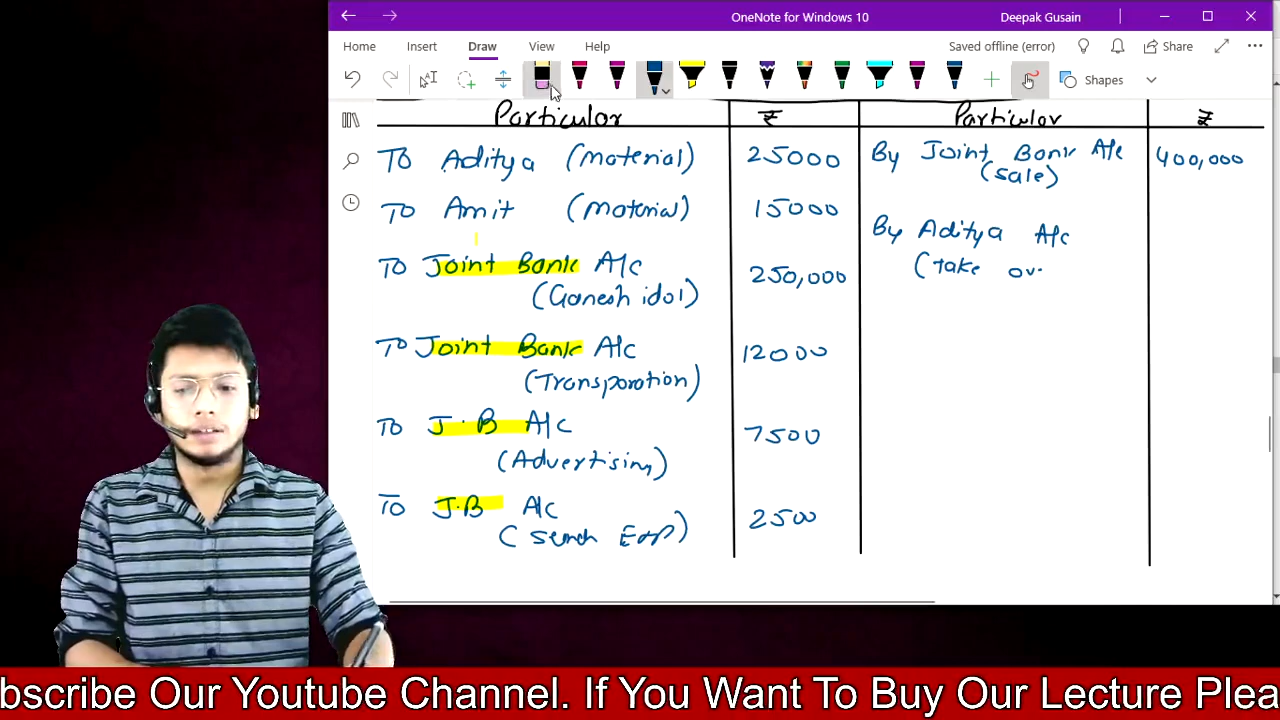 OneNote for Windows 10
Deepak Gusain
Home Insert Draw View Help
Saved offline (error)
Share
Shapes
Particular ₹ Particular ₹
To Aditya (Material) 25000 By Joint Bank A/c 400,000
(sale)
To Amit (Material) 15000
By Aditya A/c
To Joint Bank A/c 250,000 (Take ov
(Ganesh idol)
To Joint Bank A/c 12000
(Transporation)
To J.B A/c 7500
(Advertising)
To J.B A/c 2500
bscribe Our Youtube Channel. If You Want To Buy Our Lecture Plea